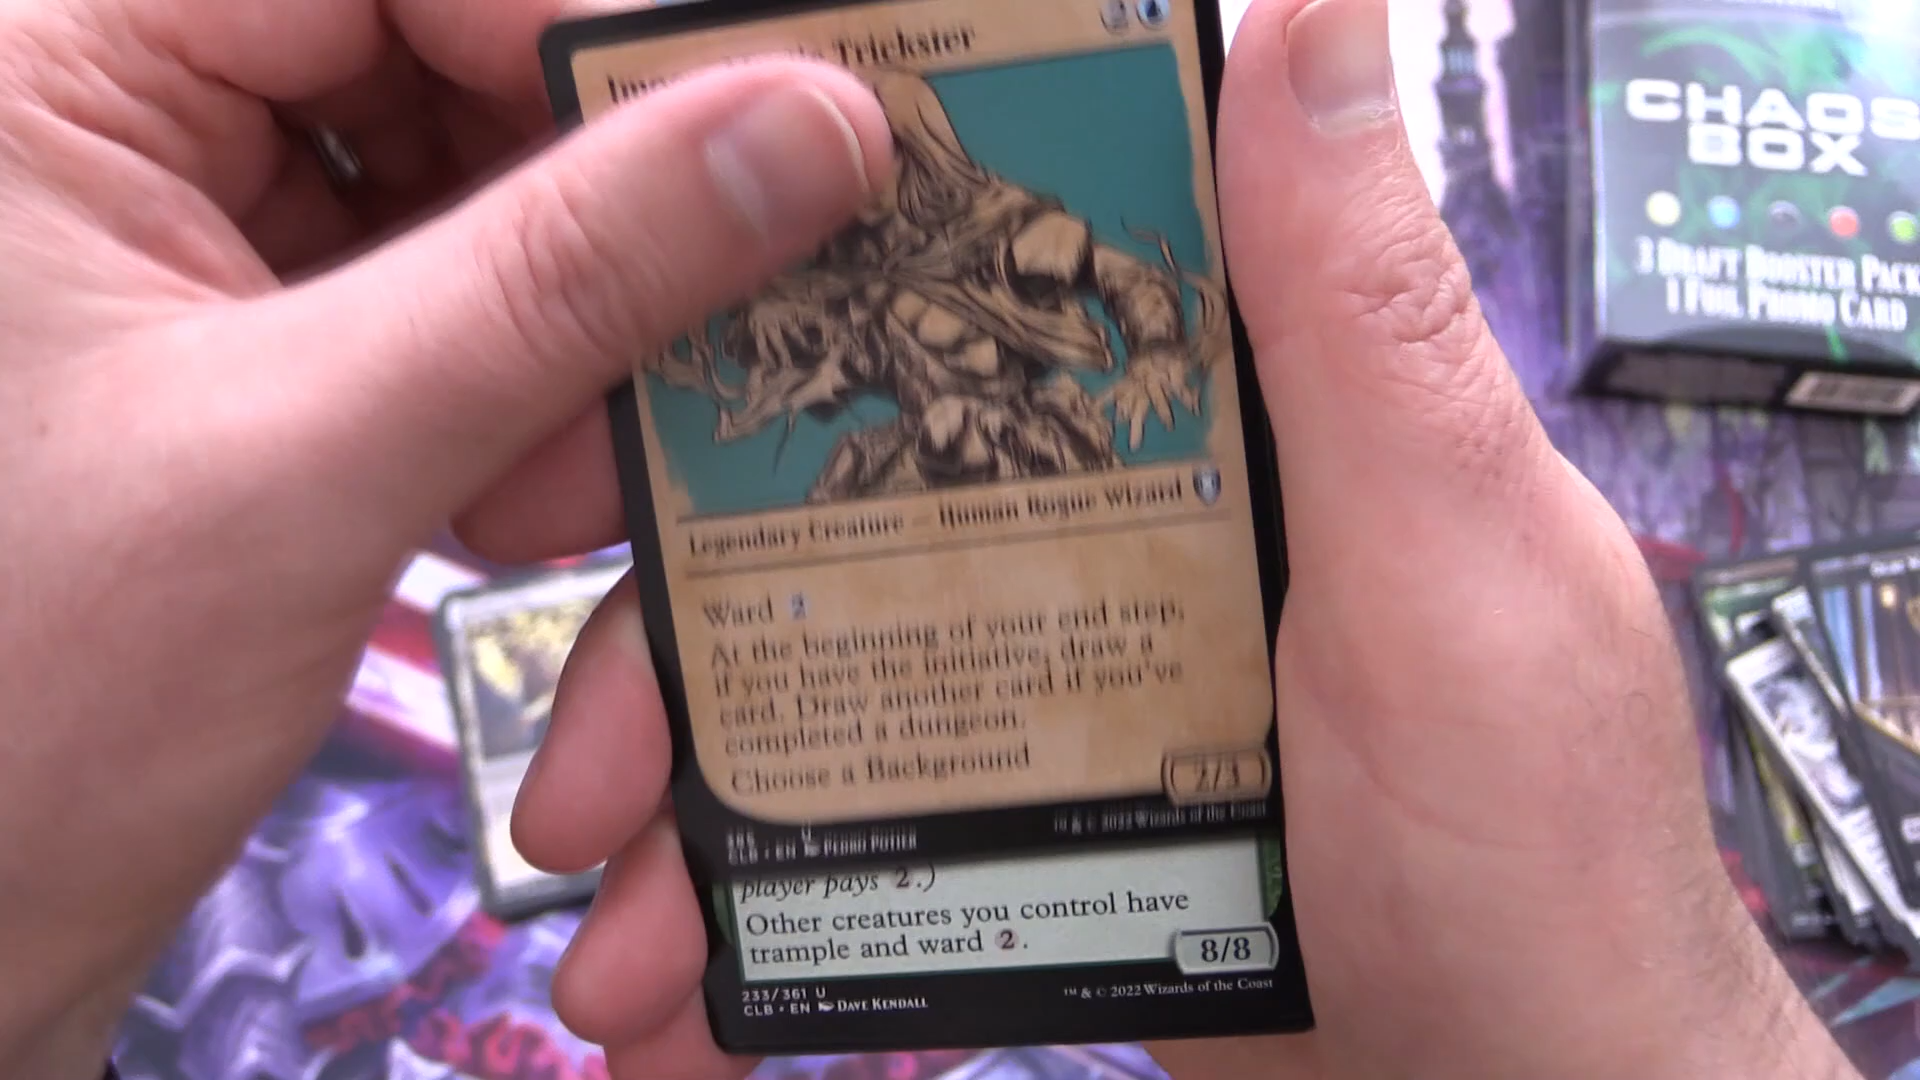 Trickster
2
Legendary Creature — Human Rogue Wizard
Ward 2
At the beginning of your end step,
if you have the initiative, draw a
card. Draw another card if you've
completed a dungeon.
Choose a Background
2/3
CLB • EN PEDRO POTIER
™ & © 2022 Wizards of the Coast
player pays 2.)
Other creatures you control have
trample and ward 2.
8/8
233/361 U
CLB • EN DAVE KENDALL
™ & © 2022 Wizards of the Coast
CHAOS
BOX
3 DRAFT BOOSTER PACK
1 FOIL PROMO CARD